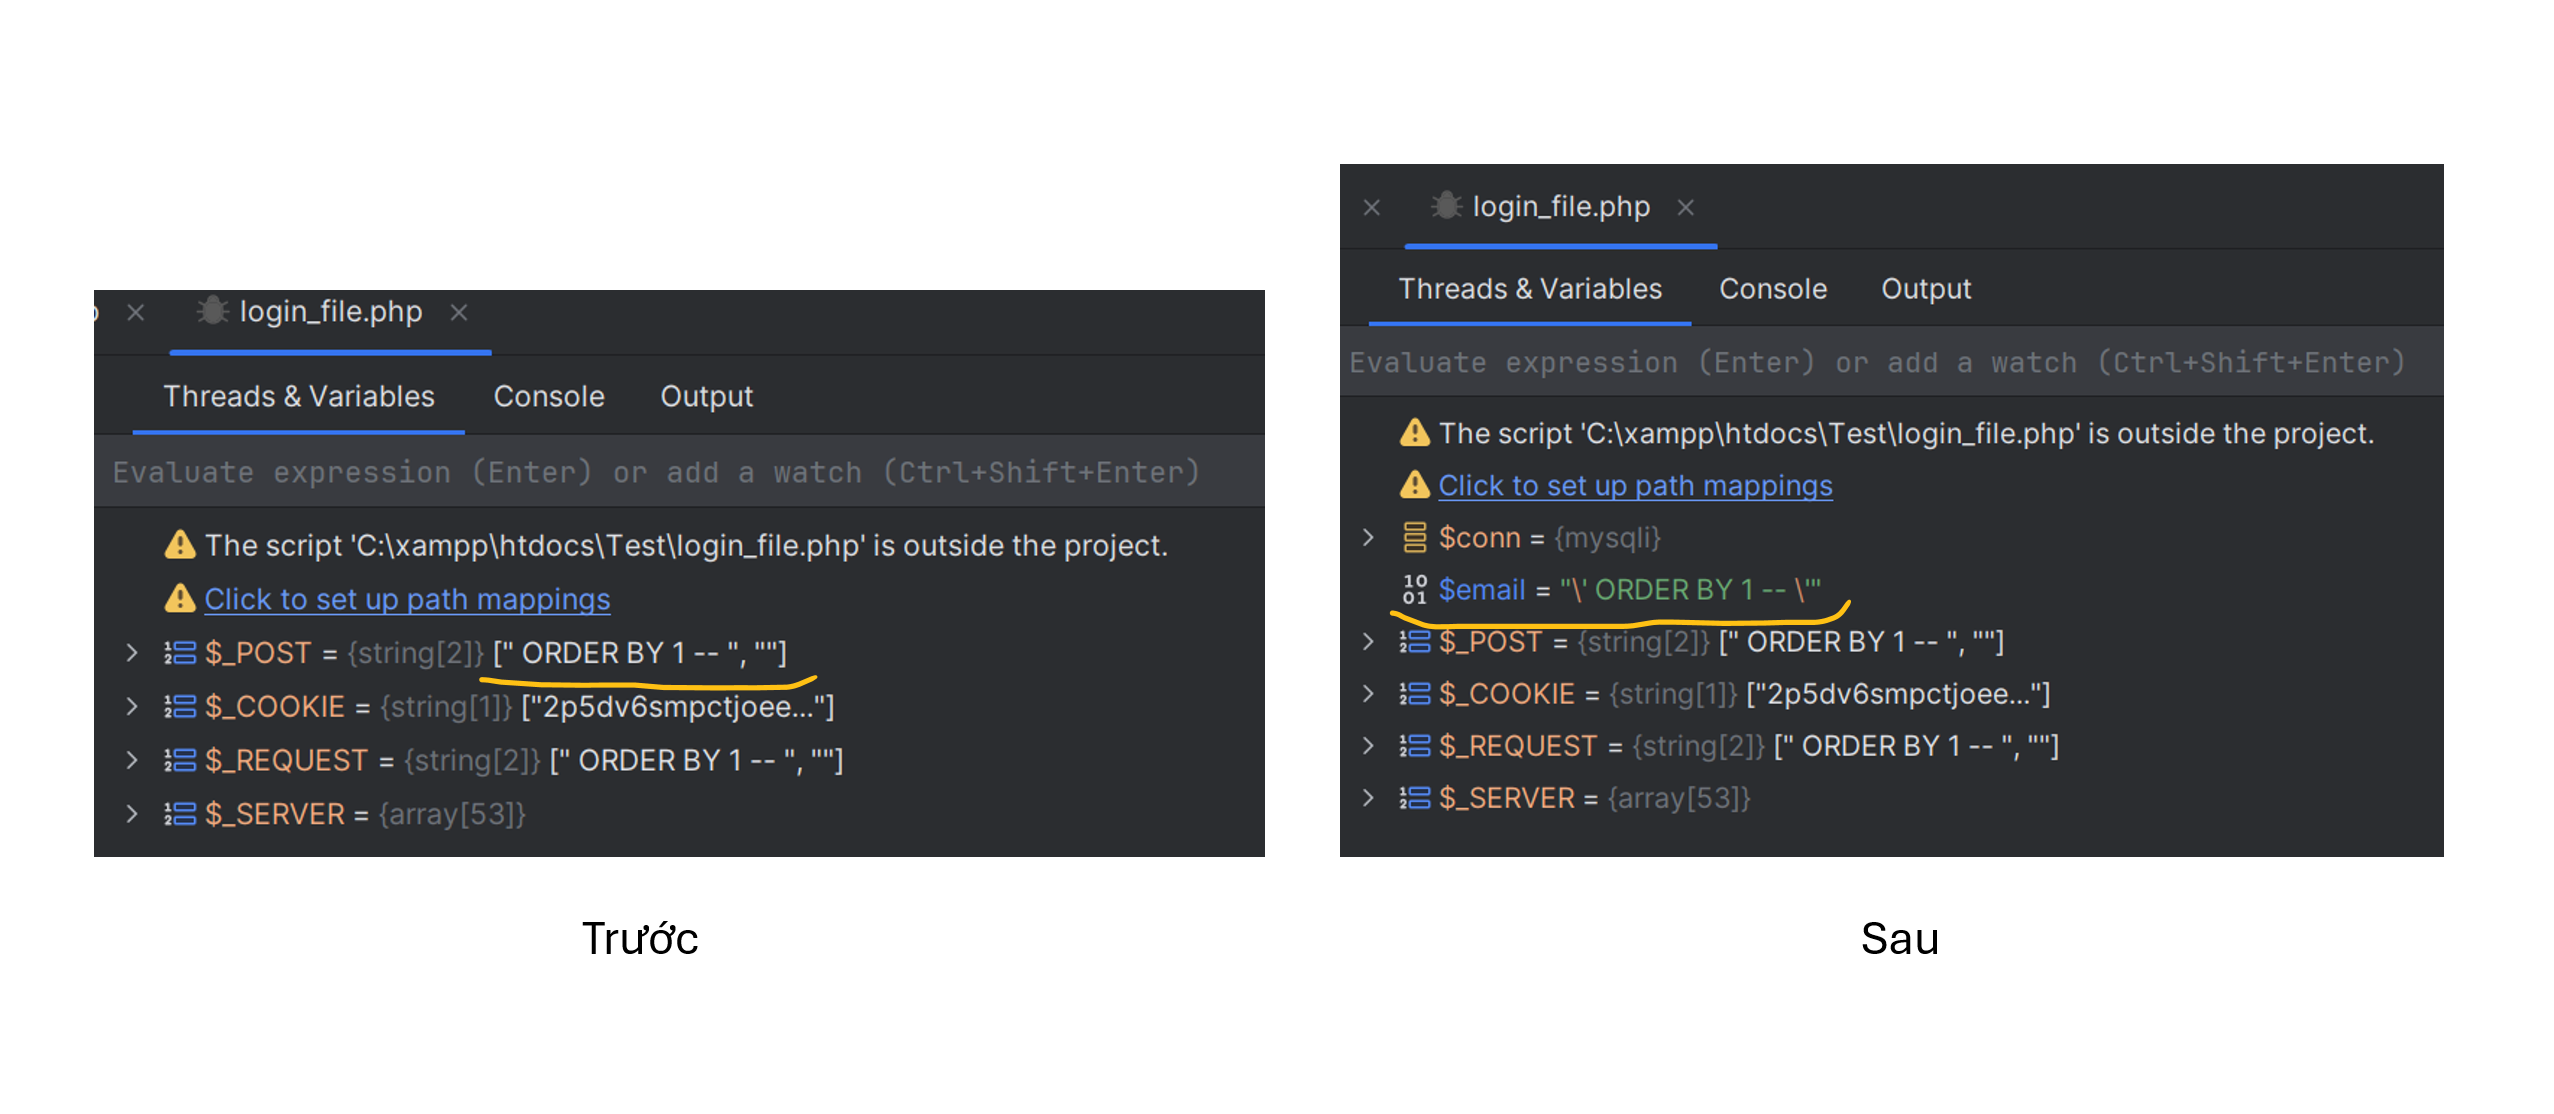 login_file.php
Threads & Variables Console Output
Evaluate expression (Enter) or add a watch (Ctrl+Shift+Enter)
The script 'C:\xampp\htdocs\Test\login_file.php' is outside the project.
Click to set up path mappings
$_POST = {string[2]} [" ORDER BY 1 -- ", ""]
$_COOKIE = {string[1]} ["2p5dv6smpctjoee..."]
$_REQUEST = {string[2]} [" ORDER BY 1 -- ", ""]
$_SERVER = {array[53]}
Trước
login_file.php
Threads & Variables Console Output
Evaluate expression (Enter) or add a watch (Ctrl+Shift+Enter)
The script 'C:\xampp\htdocs\Test\login_file.php' is outside the project.
Click to set up path mappings
$conn = {mysqli}
$email = "\' ORDER BY 1 -- \'"
$_POST = {string[2]} [" ORDER BY 1 -- ", ""]
$_COOKIE = {string[1]} ["2p5dv6smpctjoee..."]
$_REQUEST = {string[2]} [" ORDER BY 1 -- ", ""]
$_SERVER = {array[53]}
Sau